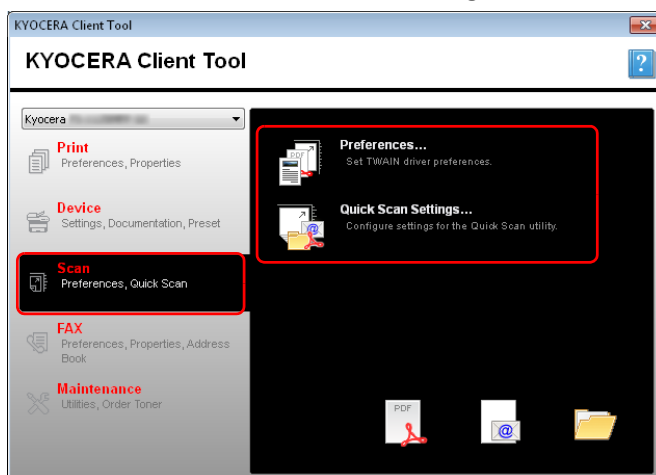 KYOCERA Client Tool
KYOCERA Client Tool
?
Kyocera
Print
Preferences, Properties
Device
Settings, Documentation, Preset
Scan
Preferences, Quick Scan
FAX
Preferences, Properties, Address
Book
Maintenance
Utilities, Order Toner
PDF
Preferences...
Set TWAIN driver preferences.
@
Quick Scan Settings...
Configure settings for the Quick Scan utility.
PDF
@